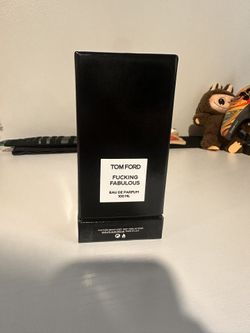 TOM FORD
FUCKING
FABULOUS
EAU DE PARFUM
100 ML